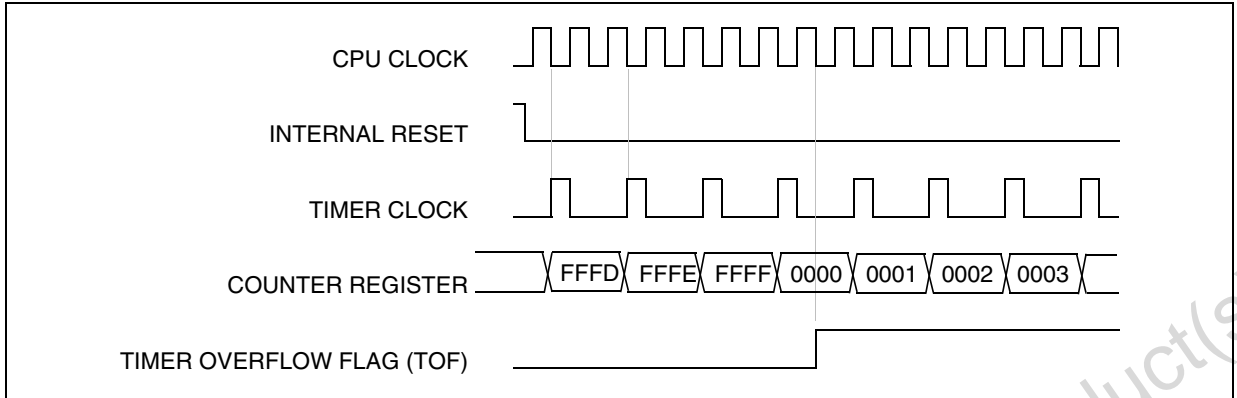 CPU CLOCK
INTERNAL RESET
TIMER CLOCK
COUNTER REGISTER FFFD FFFE FFFF 0000 0001 0002 0003
TIMER OVERFLOW FLAG (TOF)